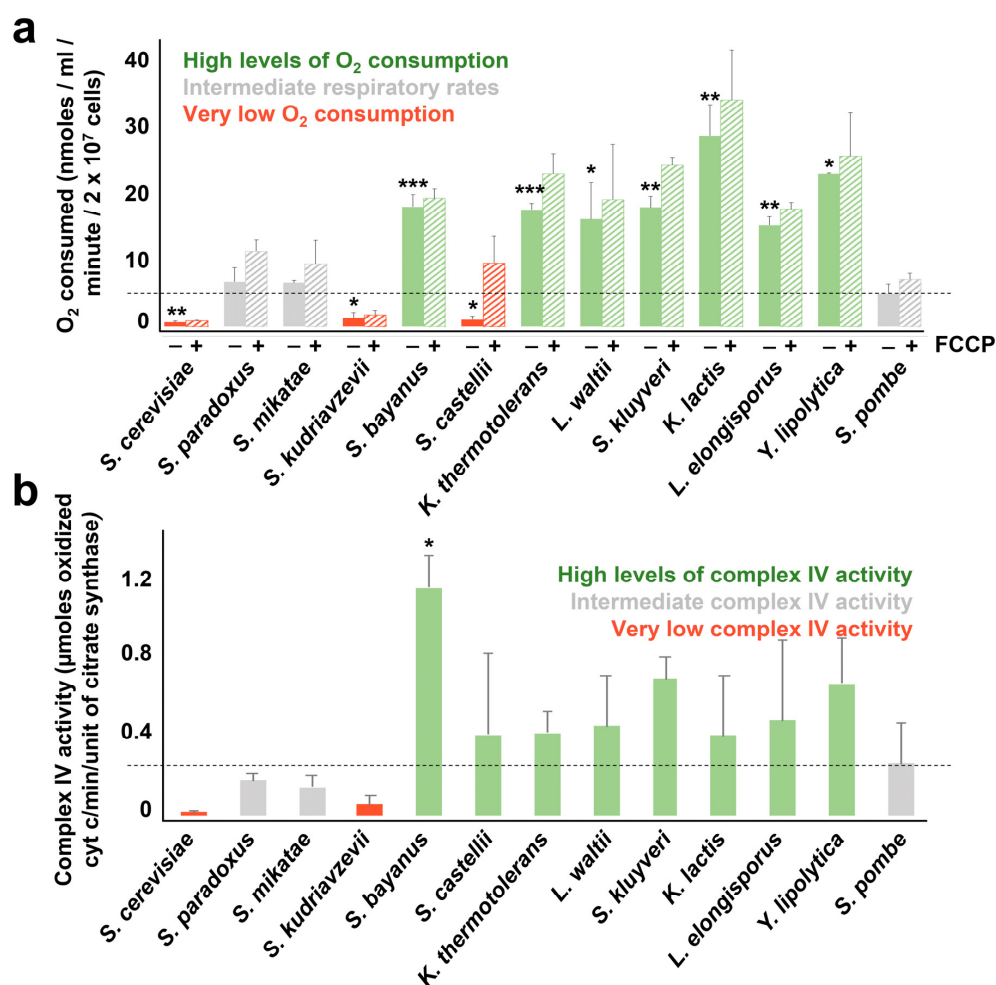 a
O₂ consumed (nmoles / ml /
minute / 2 x 10⁷ cells)
40
30
20
10
0
High levels of O₂ consumption
Intermediate respiratory rates
Very low O₂ consumption
** * *** * *** * ** ** ** *
– + – + – + – + – + – + – + – + – + – + – + – + – + FCCP
S. cerevisiae
S. paradoxus
S. mikatae
S. kudriavzevii
S. bayanus
S. castellii
K. thermotolerans
L. waltii
S. kluyveri
K. lactis
L. elongisporus
Y. lipolytica
S. pombe
b
Complex IV activity (µmoles oxidized
cyt c/min/unit of citrate synthase)
1.2
0.8
0.4
0
*
High levels of complex IV activity
Intermediate complex IV activity
Very low complex IV activity
S. cerevisiae
S. paradoxus
S. mikatae
S. kudriavzevii
S. bayanus
S. castellii
K. thermotolerans
L. waltii
S. kluyveri
K. lactis
L. elongisporus
Y. lipolytica
S. pombe